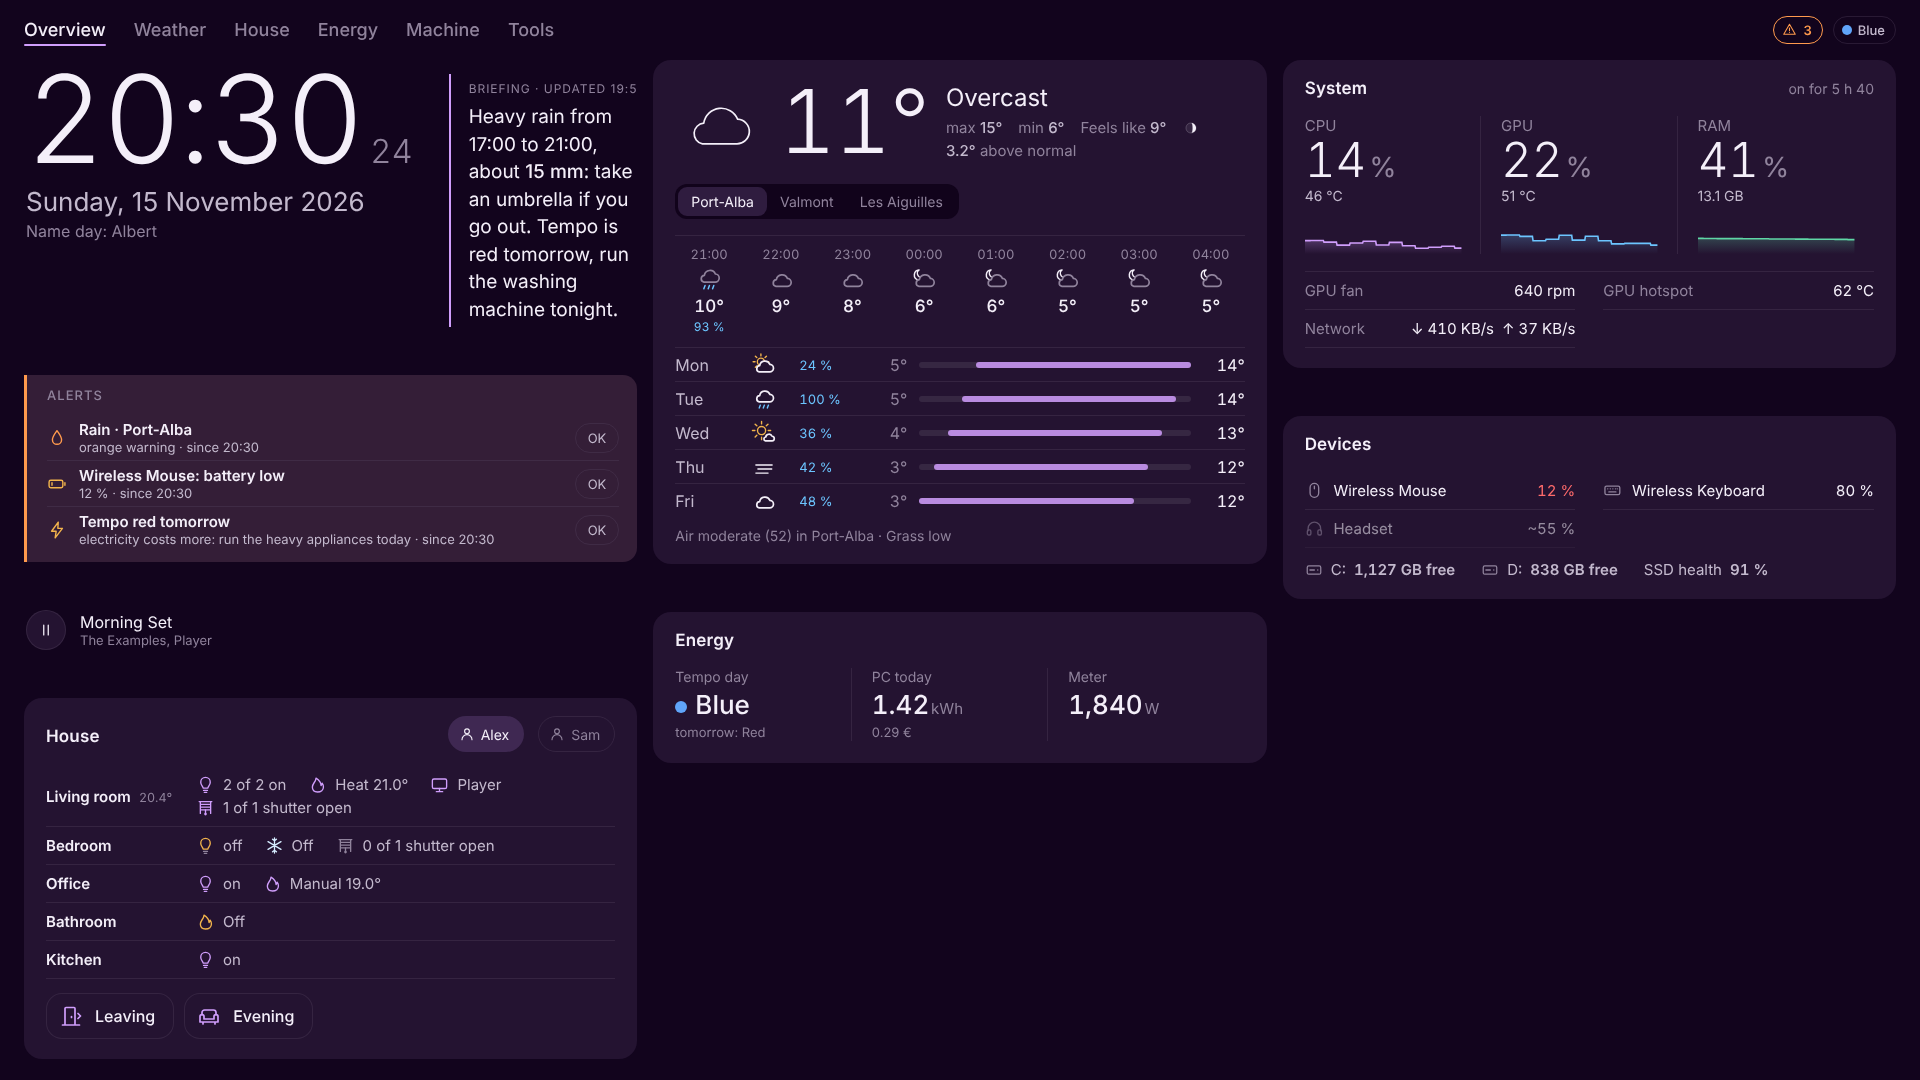 Overview Weather House Energy Machine Tools
3 Blue
20:30 24
Sunday, 15 November 2026
Name day: Albert
BRIEFING · UPDATED 19:5
Heavy rain from
17:00 to 21:00,
about 15 mm: take
an umbrella if you
go out. Tempo is
red tomorrow, run
the washing
machine tonight.
ALERTS
Rain · Port-Alba
orange warning · since 20:30
OK
Wireless Mouse: battery low
12 % · since 20:30
OK
Tempo red tomorrow
electricity costs more: run the heavy appliances today · since 20:30
OK
Morning Set
The Examples, Player
House
Alex Sam
Living room 20.4°
2 of 2 on Heat 21.0° Player
1 of 1 shutter open
Bedroom off Off 0 of 1 shutter open
Office on Manual 19.0°
Bathroom Off
Kitchen on
Leaving Evening
11°
Overcast
max 15° min 6° Feels like 9°
3.2° above normal
Port-Alba Valmont Les Aiguilles
21:00 22:00 23:00 00:00 01:00 02:00 03:00 04:00
10° 9° 8° 6° 6° 5° 5° 5°
93 %
Mon 24 % 5° 14°
Tue 100 % 5° 14°
Wed 36 % 4° 13°
Thu 42 % 3° 12°
Fri 48 % 3° 12°
Air moderate (52) in Port-Alba · Grass low
Energy
Tempo day
Blue
tomorrow: Red
PC today
1.42 kWh
0.29 €
Meter
1,840 W
System on for 5 h 40
CPU
14 %
46 °C
GPU
22 %
51 °C
RAM
41 %
13.1 GB
GPU fan 640 rpm GPU hotspot 62 °C
Network ↓ 410 KB/s ↑ 37 KB/s
Devices
Wireless Mouse 12 % Wireless Keyboard 80 %
Headset ~55 %
C: 1,127 GB free D: 838 GB free SSD health 91 %